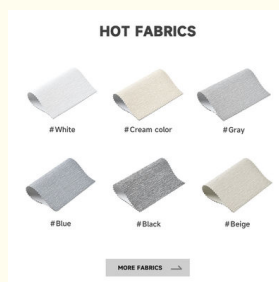 HOT FABRICS
#White
#Cream color
#Gray
#Blue
#Black
#Beige
MORE FABRICS